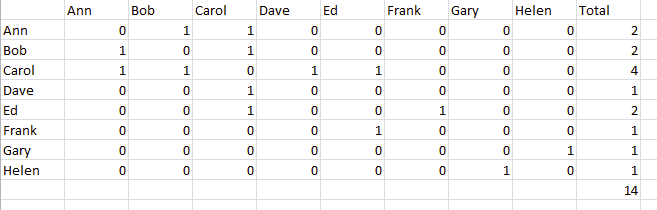 Ann Bob Carol Dave Ed Frank Gary Helen Total
Ann 0 1 1 0 0 0 0 0 2
Bob 1 0 1 0 0 0 0 0 2
Carol 1 1 0 1 1 0 0 0 4
Dave 0 0 1 0 0 0 0 0 1
Ed 0 0 1 0 0 1 0 0 2
Frank 0 0 0 0 1 0 0 0 1
Gary 0 0 0 0 0 0 0 1 1
Helen 0 0 0 0 0 0 1 0 1
14